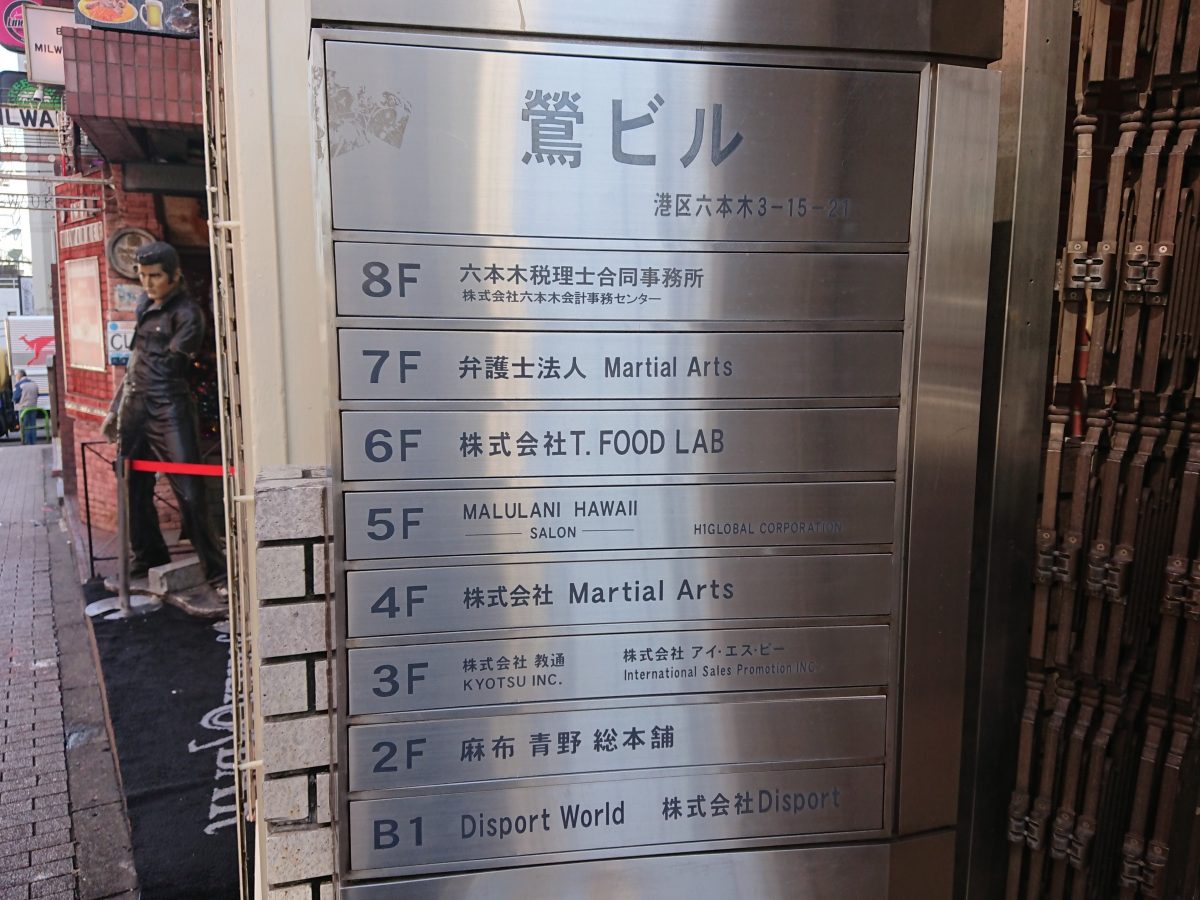 鶯ビル
港区六本木3-15-21
8F 六本木税理士合同事務所
株式会社六本木会計事務センター
7F 弁護士法人 Martial Arts
6F 株式会社T. FOOD LAB
5F MALULANI HAWAII
SALON H1GLOBAL CORPORATION
4F 株式会社 Martial Arts
3F 株式会社 教通 株式会社 アイ・エス・ピー
KYOTSU INC. International Sales Promotion INC
2F 麻布 青野 総本舗
B1 Disport World 株式会社Disport